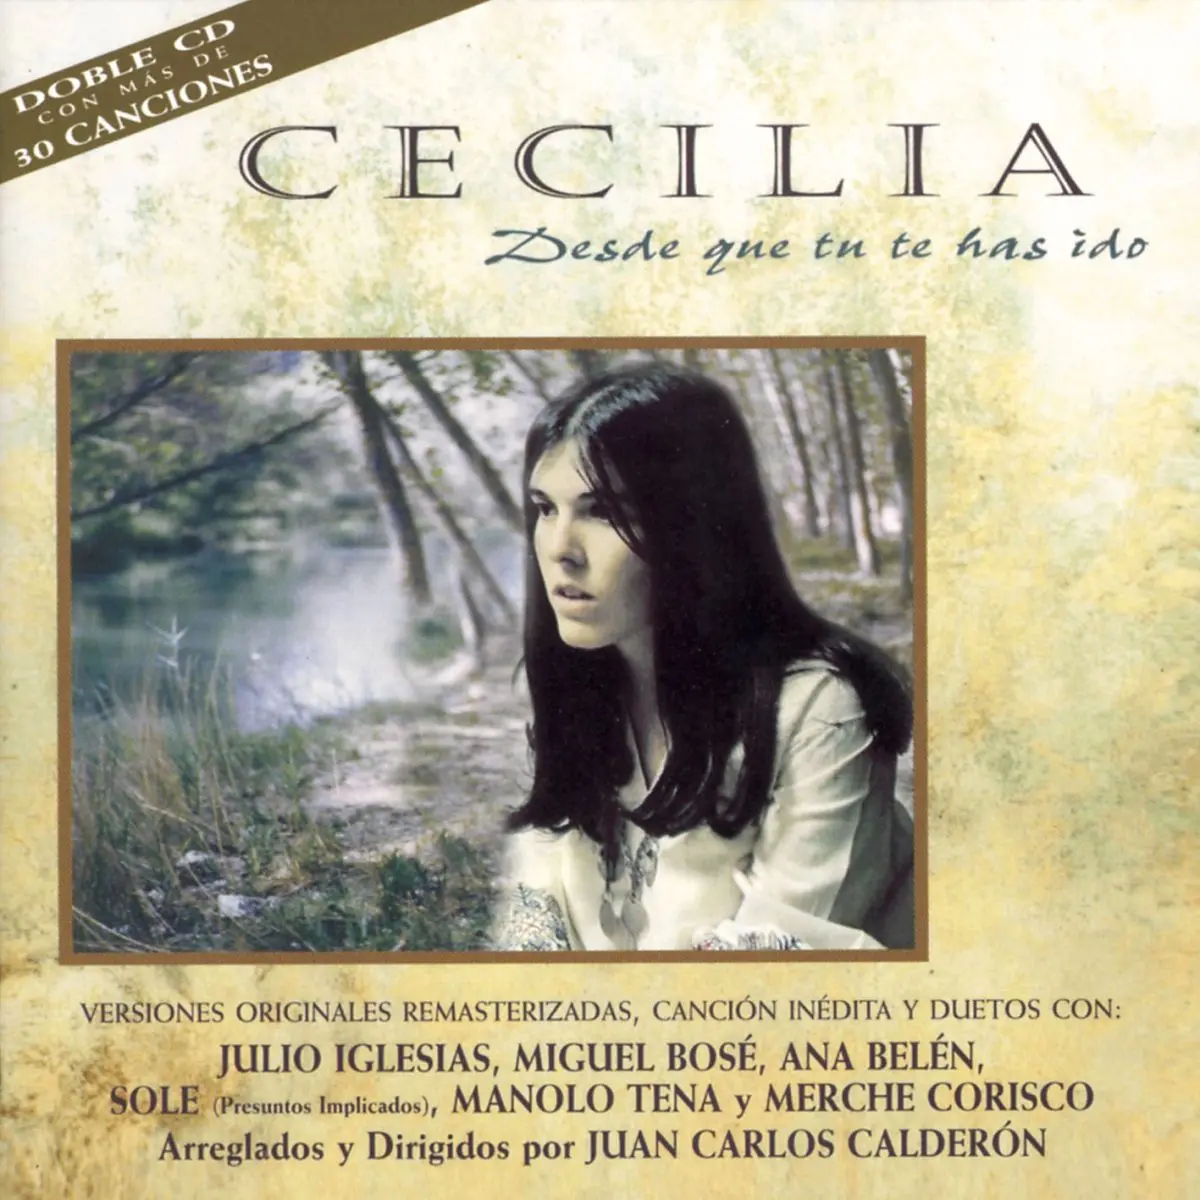 DOBLE CD
CON MÁS DE
30 CANCIONES
CECILIA
Desde que tu te has ido
VERSIONES ORIGINALES REMASTERIZADAS, CANCIÓN INÉDITA Y DUETOS CON:
JULIO IGLESIAS, MIGUEL BOSÉ, ANA BELÉN,
SOLE (Presuntos Implicados), MANOLO TENA y MERCHE CORISCO
Arreglados y Dirigidos por JUAN CARLOS CALDERÓN